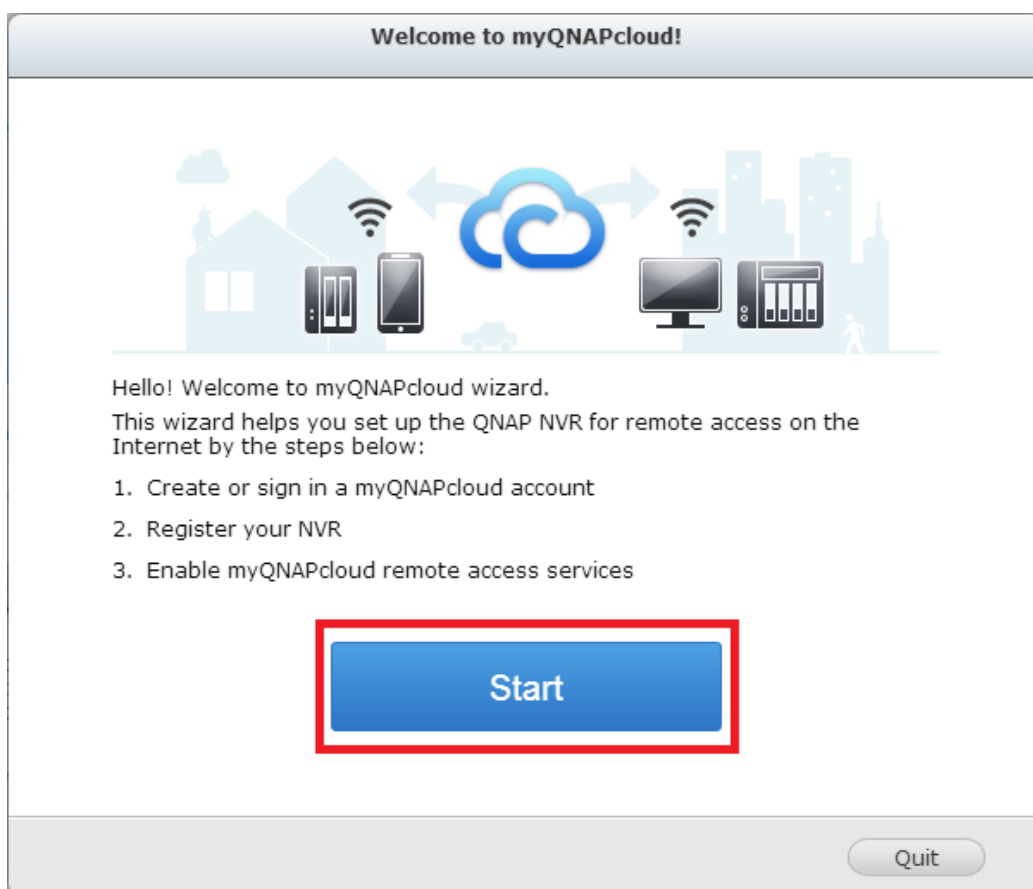 Welcome to myQNAPcloud!
Hello! Welcome to myQNAPcloud wizard.
This wizard helps you set up the QNAP NVR for remote access on the
Internet by the steps below:
1. Create or sign in a myQNAPcloud account
2. Register your NVR
3. Enable myQNAPcloud remote access services
Start
Quit